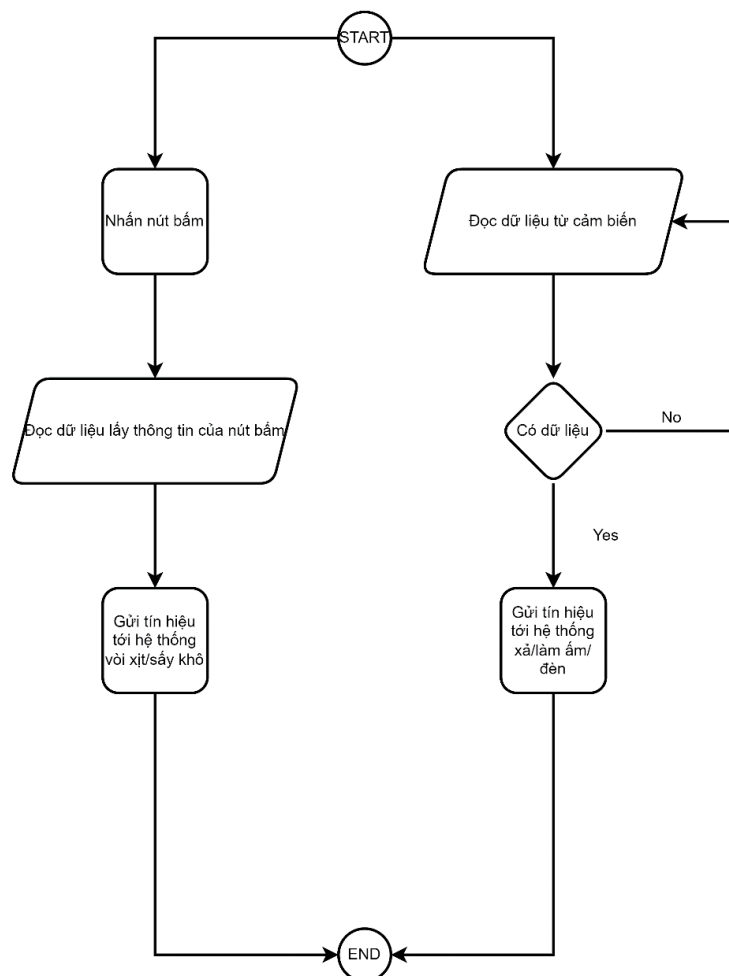 START
Nhấn nút bấm
Đọc dữ liệu từ cảm biến
Đọc dữ liệu lấy thông tin của nút bấm
Có dữ liệu
No
Yes
Gửi tín hiệu
tới hệ thống
vòi xịt/sấy khô
Gửi tín hiệu
tới hệ thống
xả/làm ấm/
đèn
END